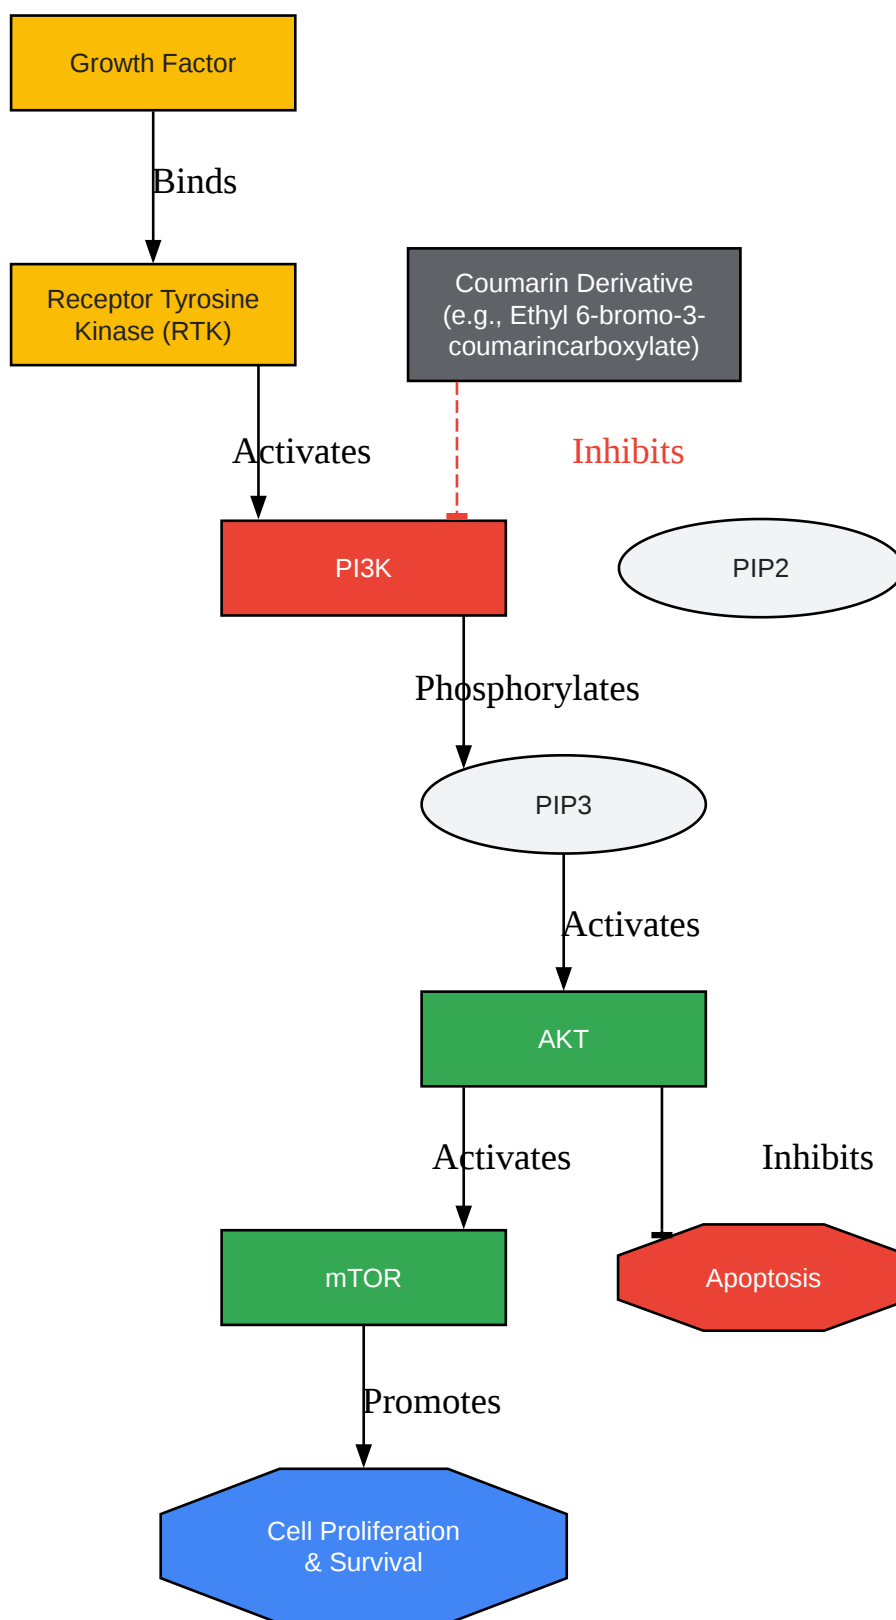 Growth Factor
Binds
Receptor Tyrosine
Kinase (RTK)
Coumarin Derivative
(e.g., Ethyl 6-bromo-3-
coumarincarboxylate)
Activates
Inhibits
PI3K
PIP2
Phosphorylates
PIP3
Activates
AKT
Activates
Inhibits
mTOR
Apoptosis
Promotes
Cell Proliferation
& Survival